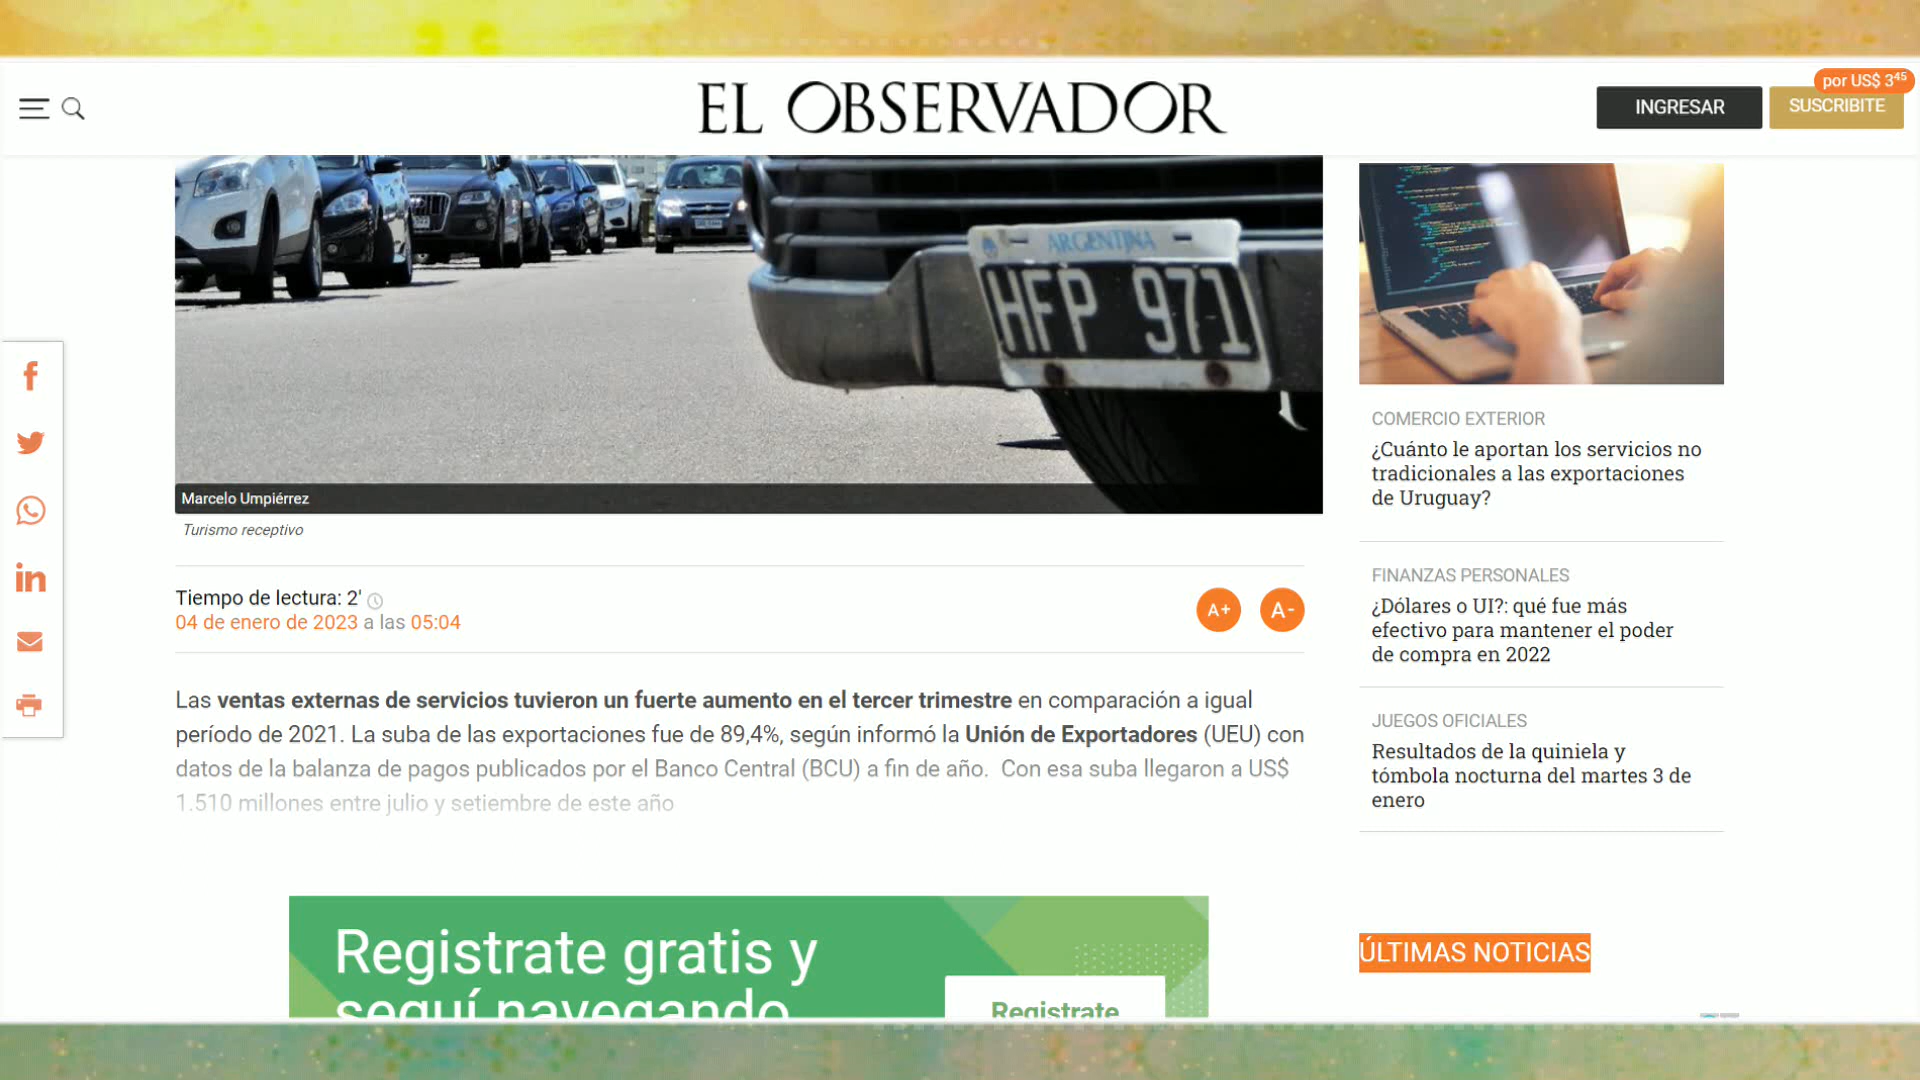 EL OBSERVADOR
INGRESAR
por US$ 3⁴⁵
SUSCRIBITE
ARGENTINA
HFP 971
Marcelo Umpiérrez
Turismo receptivo
Tiempo de lectura: 2'
04 de enero de 2023 a las 05:04
A+
A-
Las ventas externas de servicios tuvieron un fuerte aumento en el tercer trimestre en comparación a igual
período de 2021. La suba de las exportaciones fue de 89,4%, según informó la Unión de Exportadores (UEU) con
datos de la balanza de pagos publicados por el Banco Central (BCU) a fin de año.  Con esa suba llegaron a US$
1.510 millones entre julio y setiembre de este año
Registrate gratis y
seguí navegando
Registrate
COMERCIO EXTERIOR
¿Cuánto le aportan los servicios no
tradicionales a las exportaciones
de Uruguay?
FINANZAS PERSONALES
¿Dólares o UI?: qué fue más
efectivo para mantener el poder
de compra en 2022
JUEGOS OFICIALES
Resultados de la quiniela y
tómbola nocturna del martes 3 de
enero
ÚLTIMAS NOTICIAS